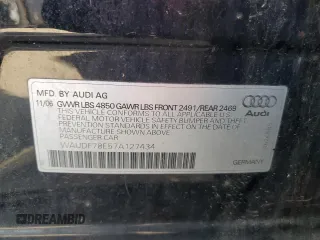 MFD BY AUDI AG
11/06 GVWR LBS 4850 GAWR LBS FRONT 2491/REAR 2469
THIS VEHICLE CONFORMS TO ALL APPLICABLE U.S.
FEDERAL MOTOR VEHICLE SAFETY, BUMPER AND THEFT
PREVENTION STANDARDS IN EFFECT ON THE DATE OF
MANUFACTURE SHOWN ABOVE
PASSENGER CAR
WAUDF78E57A127434
GERMANY
Audi
DREAMBID